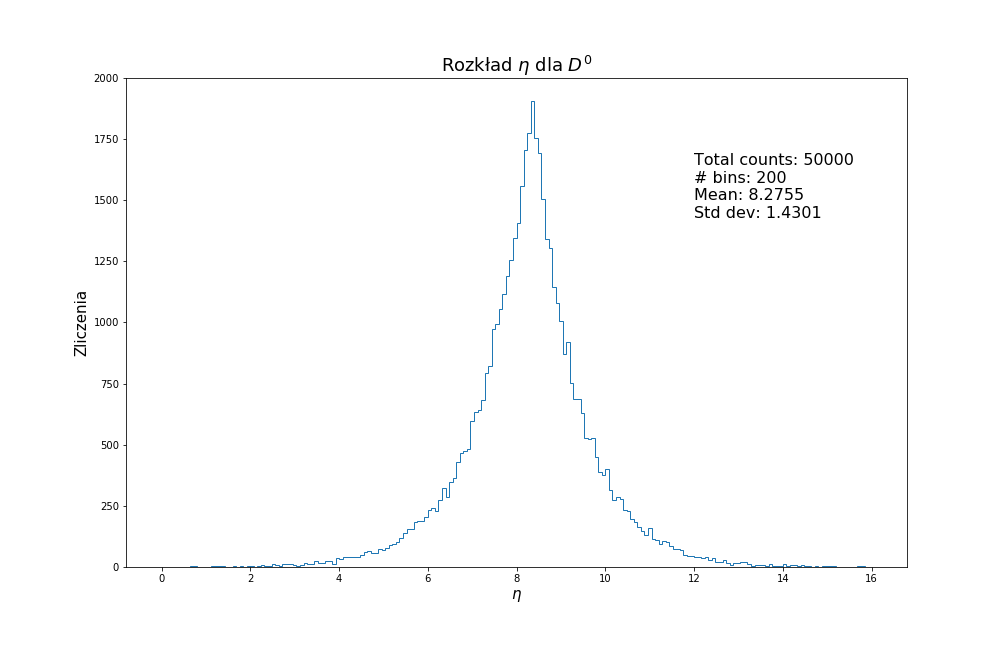 Rozkład η dla D⁰
2000
1750
1500
1250
1000
750
500
250
0
Zliczenia
Total counts: 50000
# bins: 200
Mean: 8.2755
Std dev: 1.4301
0 2 4 6 8 10 12 14 16
η